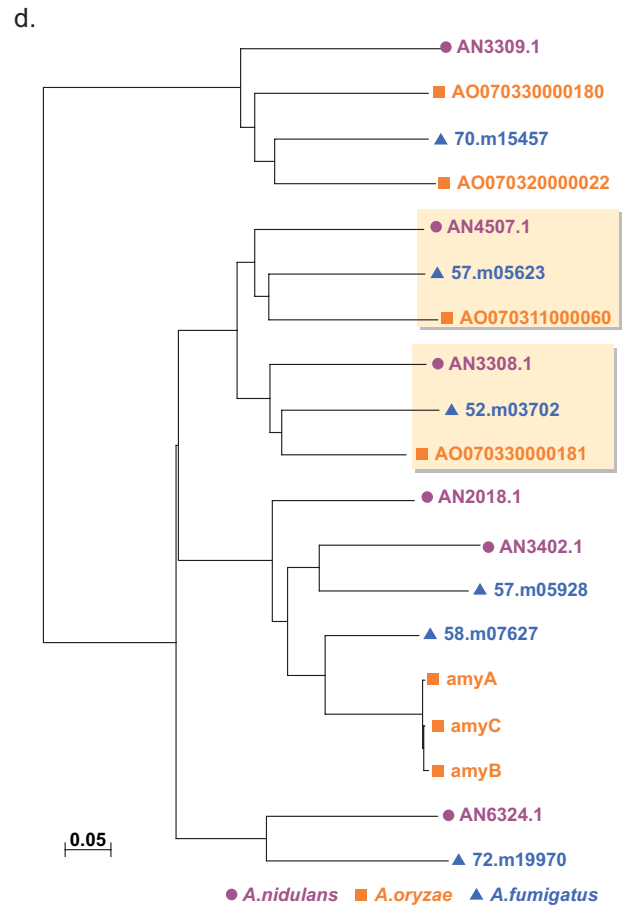 d.
AN3309.1
AO070330000180
70.m15457
AO070320000022
AN4507.1
57.m05623
AO070311000060
AN3308.1
52.m03702
AO070330000181
AN2018.1
AN3402.1
57.m05928
58.m07627
amyA
amyC
amyB
AN6324.1
0.05
72.m19970
A.nidulans A.oryzae A.fumigatus